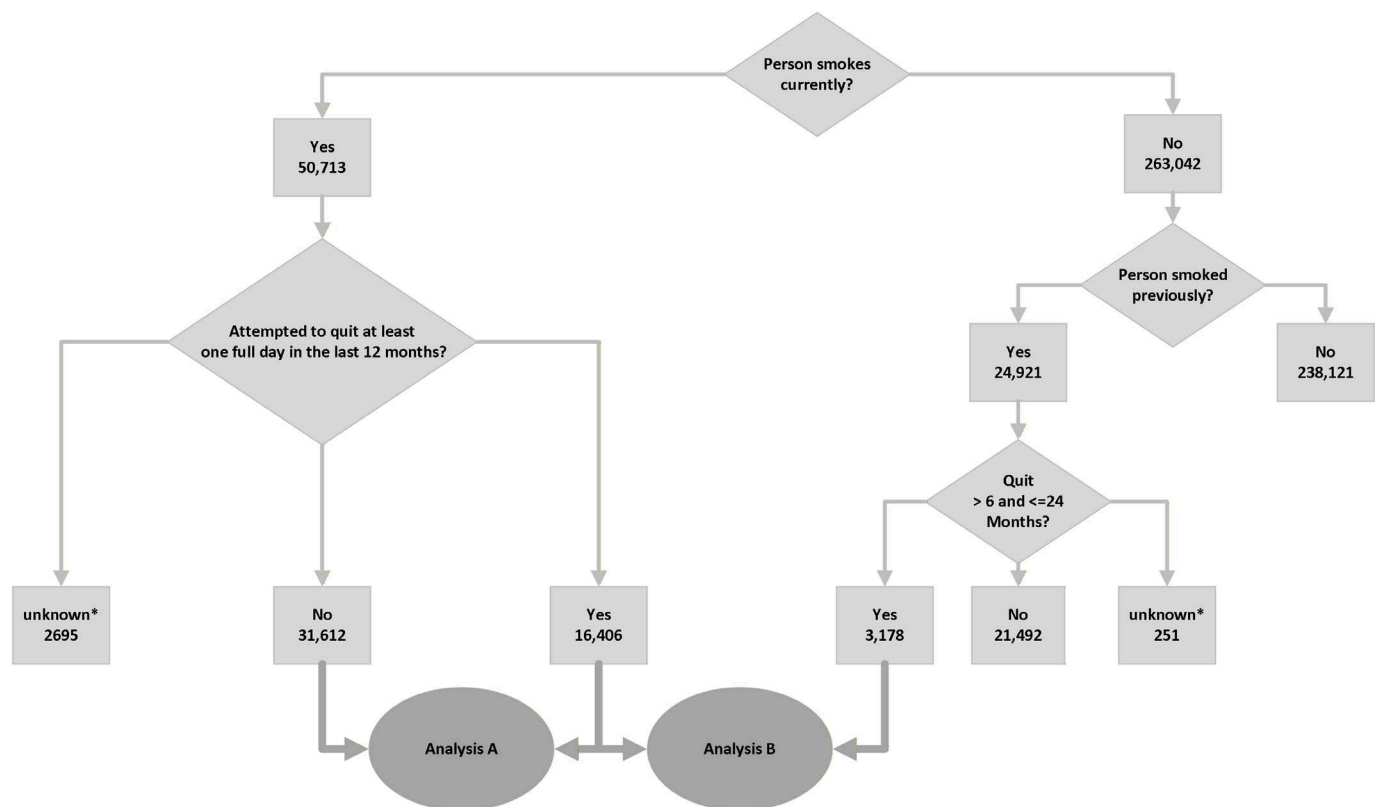 Person smokes
currently?
Yes
50,713
No
263,042
Person smoked
previously?
Attempted to quit at least
one full day in the last 12 months?
Yes
24,921
No
238,121
Quit
> 6 and <=24
Months?
unknown*
2695
No
31,612
Yes
16,406
Yes
3,178
No
21,492
unknown*
251
Analysis A
Analysis B